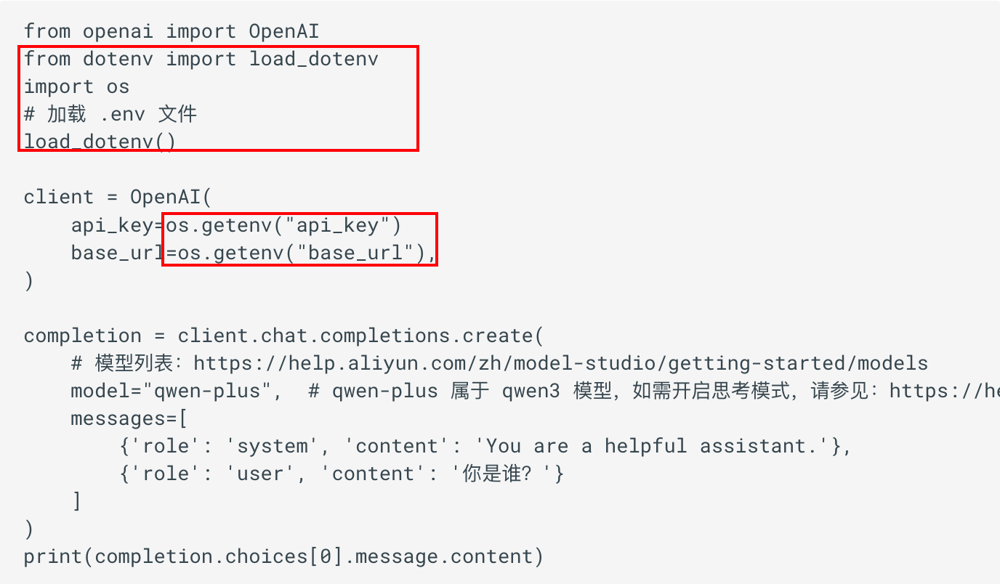 from openai import OpenAI
from dotenv import load_dotenv
import os
# 加载 .env 文件
load_dotenv()
client = OpenAI(
    api_key=os.getenv("api_key")
    base_url=os.getenv("base_url"),
)
completion = client.chat.completions.create(
    # 模型列表：https://help.aliyun.com/zh/model-studio/getting-started/models
    model="qwen-plus",  # qwen-plus 属于 qwen3 模型，如需开启思考模式，请参见：https://he
    messages=[
        {'role': 'system', 'content': 'You are a helpful assistant.'},
        {'role': 'user', 'content': '你是谁？'}
    ]
)
print(completion.choices[0].message.content)